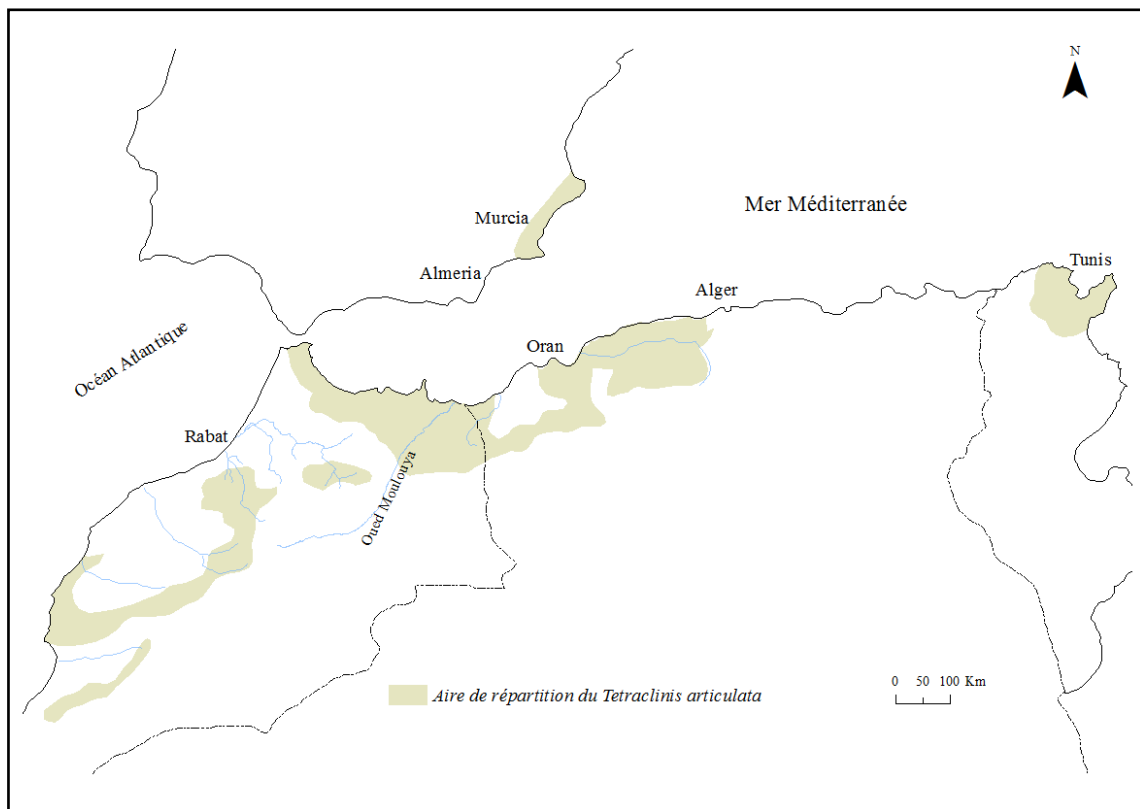 N
Murcia
Mer Méditerranée
Almeria
Tunis
Alger
Océan Atlantique
Oran
Rabat
Oued Moulouya
0 50 100 Km
Aire de répartition du Tetraclinis articulata